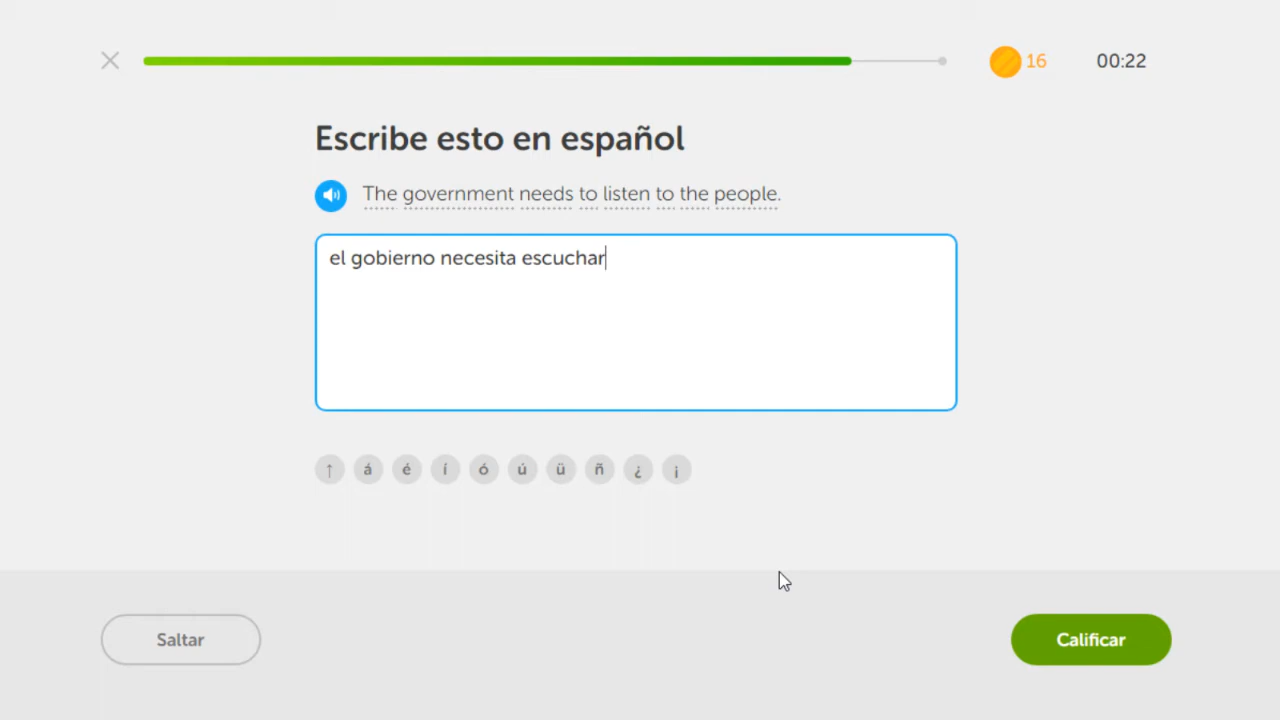 16 00:22
Escribe esto en español
The government needs to listen to the people.
el gobierno necesita escuchar
↑ á é í ó ú ü ñ ¿ ¡
Saltar Calificar